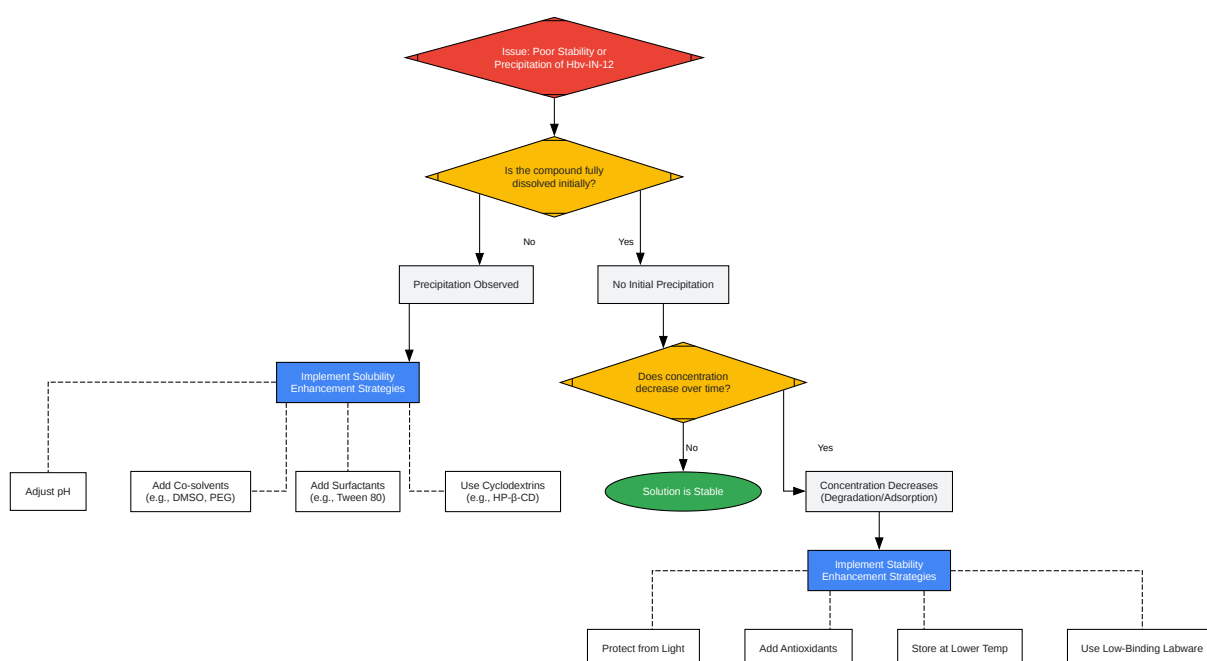 Issue: Poor Stability or
Precipitation of Hbv-IN-12
Is the compound fully
dissolved initially?
No
Yes
Precipitation Observed
No Initial Precipitation
Implement Solubility
Enhancement Strategies
Does concentration
decrease over time?
No
Yes
Adjust pH
Add Co-solvents
(e.g., DMSO, PEG)
Add Surfactants
(e.g., Tween 80)
Use Cyclodextrins
(e.g., HP-β-CD)
Solution is Stable
Concentration Decreases
(Degradation/Adsorption)
Implement Stability
Enhancement Strategies
Protect from Light
Add Antioxidants
Store at Lower Temp
Use Low-Binding Labware